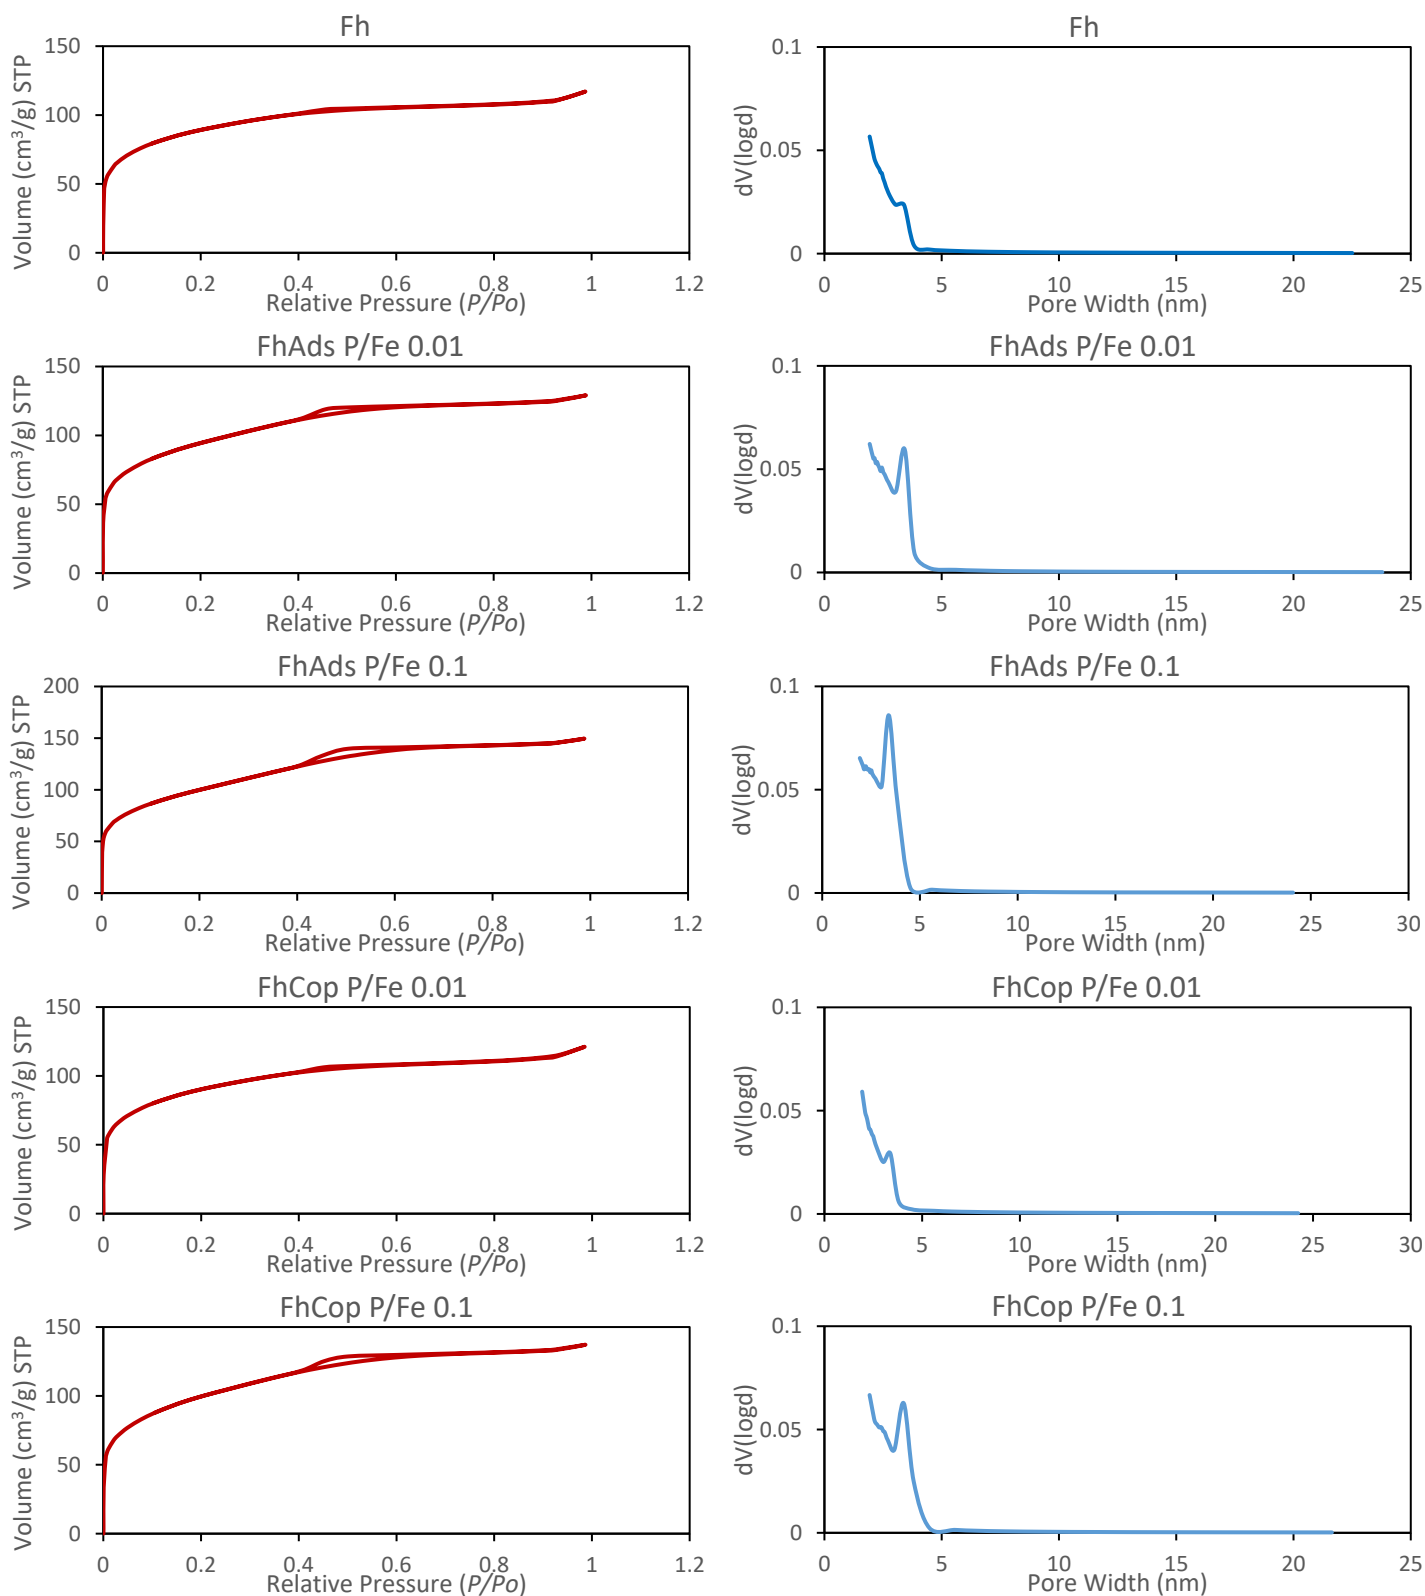 Fh
Volume (cm³/g) STP
150
100
50
0
0 0.2 0.4 0.6 0.8 1 1.2
Relative Pressure (P/Po)
Fh
dV(logd)
0.1
0.05
0
0 5 10 15 20 25
Pore Width (nm)
FhAds P/Fe 0.01
Volume (cm³/g) STP
150
100
50
0
0 0.2 0.4 0.6 0.8 1 1.2
Relative Pressure (P/Po)
FhAds P/Fe 0.01
dV(logd)
0.1
0.05
0
0 5 10 15 20 25
Pore Width (nm)
FhAds P/Fe 0.1
Volume (cm³/g) STP
200
150
100
50
0
0 0.2 0.4 0.6 0.8 1 1.2
Relative Pressure (P/Po)
FhAds P/Fe 0.1
dV(logd)
0.1
0.05
0
0 5 10 15 20 25 30
Pore Width (nm)
FhCop P/Fe 0.01
Volume (cm³/g) STP
150
100
50
0
0 0.2 0.4 0.6 0.8 1 1.2
Relative Pressure (P/Po)
FhCop P/Fe 0.01
dV(logd)
0.1
0.05
0
0 5 10 15 20 25 30
Pore Width (nm)
FhCop P/Fe 0.1
Volume (cm³/g) STP
150
100
50
0
0 0.2 0.4 0.6 0.8 1 1.2
Relative Pressure (P/Po)
FhCop P/Fe 0.1
dV(logd)
0.1
0.05
0
0 5 10 15 20 25
Pore Width (nm)